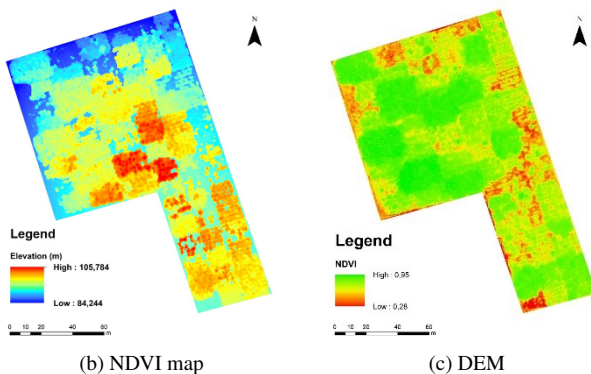 N
N
Legend
Elevation (m)
High : 105,784
Low : 84,244
0 10 20 40 60
m
Legend
NDVI
High : 0,95
Low : 0,28
0 10 20 40 60
m
(b) NDVI map
(c) DEM